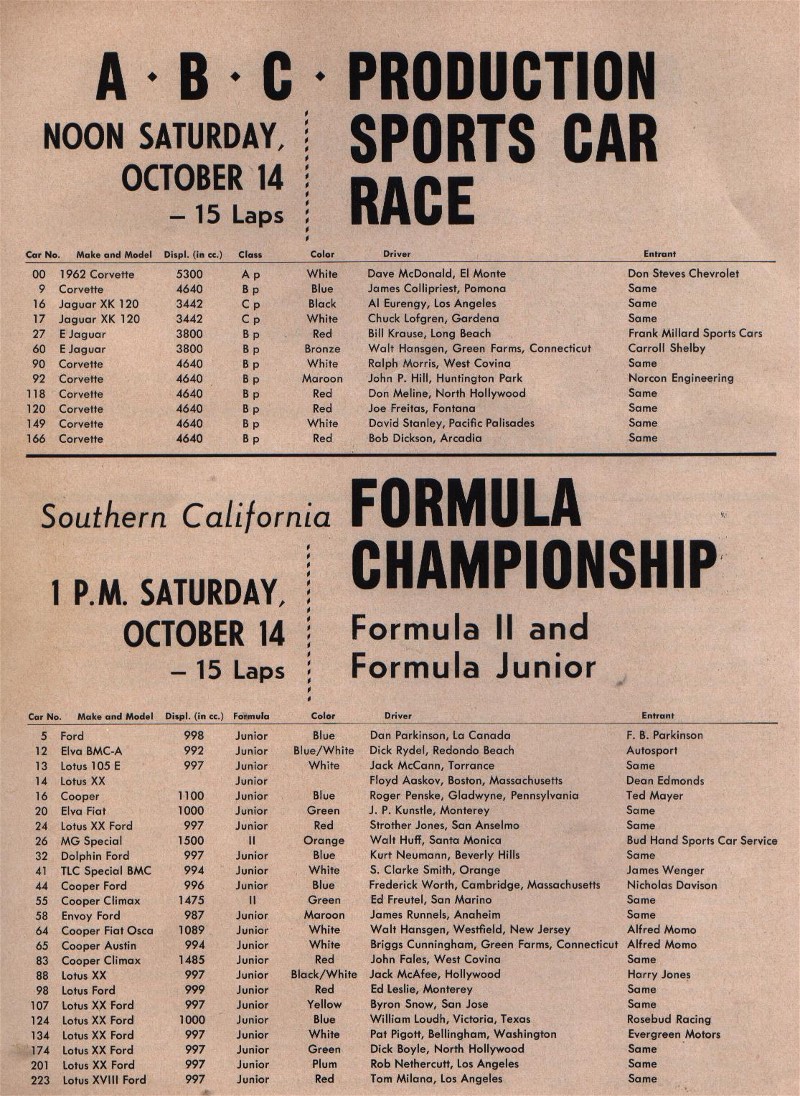 A · B · C · PRODUCTION
SPORTS CAR
RACE
NOON SATURDAY,
OCTOBER 14
– 15 Laps
Car No. Make and Model Displ. (in cc.) Class Color Driver Entrant
00 1962 Corvette 5300 A p White Dave McDonald, El Monte Don Steves Chevrolet
9 Corvette 4640 B p Blue James Collipriest, Pomona Same
16 Jaguar XK 120 3442 C p Black Al Eurengy, Los Angeles Same
17 Jaguar XK 120 3442 C p White Chuck Lofgren, Gardena Same
27 E Jaguar 3800 B p Red Bill Krause, Long Beach Frank Millard Sports Cars
60 E Jaguar 3800 B p Bronze Walt Hansgen, Green Farms, Connecticut Carroll Shelby
90 Corvette 4640 B p White Ralph Morris, West Covina Same
92 Corvette 4640 B p Maroon John P. Hill, Huntington Park Norcon Engineering
118 Corvette 4640 B p Red Don Meline, North Hollywood Same
120 Corvette 4640 B p Red Joe Freitas, Fontana Same
149 Corvette 4640 B p White David Stanley, Pacific Palisades Same
166 Corvette 4640 B p Red Bob Dickson, Arcadia Same
Southern California FORMULA
CHAMPIONSHIP
1 P.M. SATURDAY,
OCTOBER 14
– 15 Laps
Formula II and
Formula Junior
Car No. Make and Model Displ. (in cc.) Formula Color Driver Entrant
5 Ford 998 Junior Blue Dan Parkinson, La Canada F. B. Parkinson
12 Elva BMC-A 992 Junior Blue/White Dick Rydel, Redondo Beach Autosport
13 Lotus 105 E 997 Junior White Jack McCann, Torrance Same
14 Lotus XX Junior Floyd Aaskov, Boston, Massachusetts Dean Edmonds
16 Cooper 1100 Junior Blue Roger Penske, Gladwyne, Pennsylvania Ted Mayer
20 Elva Fiat 1000 Junior Green J. P. Kunstle, Monterey Same
24 Lotus XX Ford 997 Junior Red Strother Jones, San Anselmo Same
26 MG Special 1500 II Orange Walt Huff, Santa Monica Bud Hand Sports Car Service
32 Dolphin Ford 997 Junior Blue Kurt Neumann, Beverly Hills Same
41 TLC Special BMC 994 Junior White S. Clarke Smith, Orange James Wenger
44 Cooper Ford 996 Junior Blue Frederick Worth, Cambridge, Massachusetts Nicholas Davison
55 Cooper Climax 1475 II Green Ed Freutel, San Marino Same
58 Envoy Ford 987 Junior Maroon James Runnels, Anaheim Same
64 Cooper Fiat Osca 1089 Junior White Walt Hansgen, Westfield, New Jersey Alfred Momo
65 Cooper Austin 994 Junior White Briggs Cunningham, Green Farms, Connecticut Alfred Momo
83 Cooper Climax 1485 Junior Red John Fales, West Covina Same
88 Lotus XX 997 Junior Black/White Jack McAfee, Hollywood Harry Jones
98 Lotus Ford 999 Junior Red Ed Leslie, Monterey Same
107 Lotus XX Ford 997 Junior Yellow Byron Snow, San Jose Same
124 Lotus XX Ford 1000 Junior Blue William Loudh, Victoria, Texas Rosebud Racing
134 Lotus XX Ford 997 Junior White Pat Pigott, Bellingham, Washington Evergreen Motors
174 Lotus XX Ford 997 Junior Green Dick Boyle, North Hollywood Same
201 Lotus XX Ford 997 Junior Plum Rob Nethercutt, Los Angeles Same
223 Lotus XVIII Ford 997 Junior Red Tom Milana, Los Angeles Same